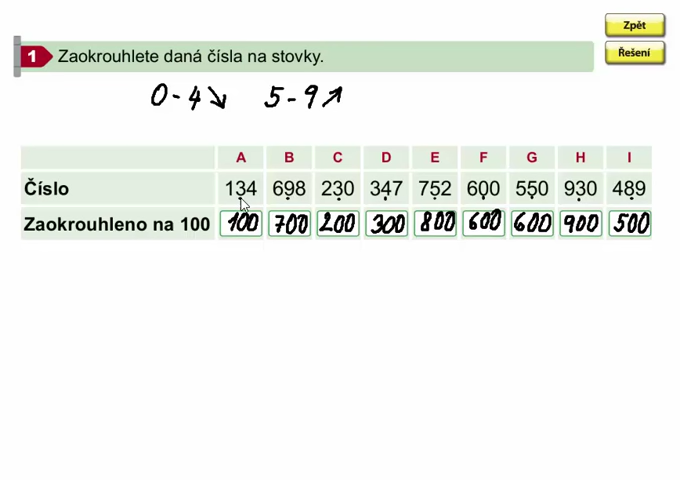 Zpět
1 Zaokrouhlete daná čísla na stovky.
Řešení
0 - 4 ↘ 5 - 9 ↗
A B C D E F G H I
Číslo 134 698 230 347 752 600 550 930 489
Zaokrouhleno na 100 100 700 200 300 800 600 600 900 500